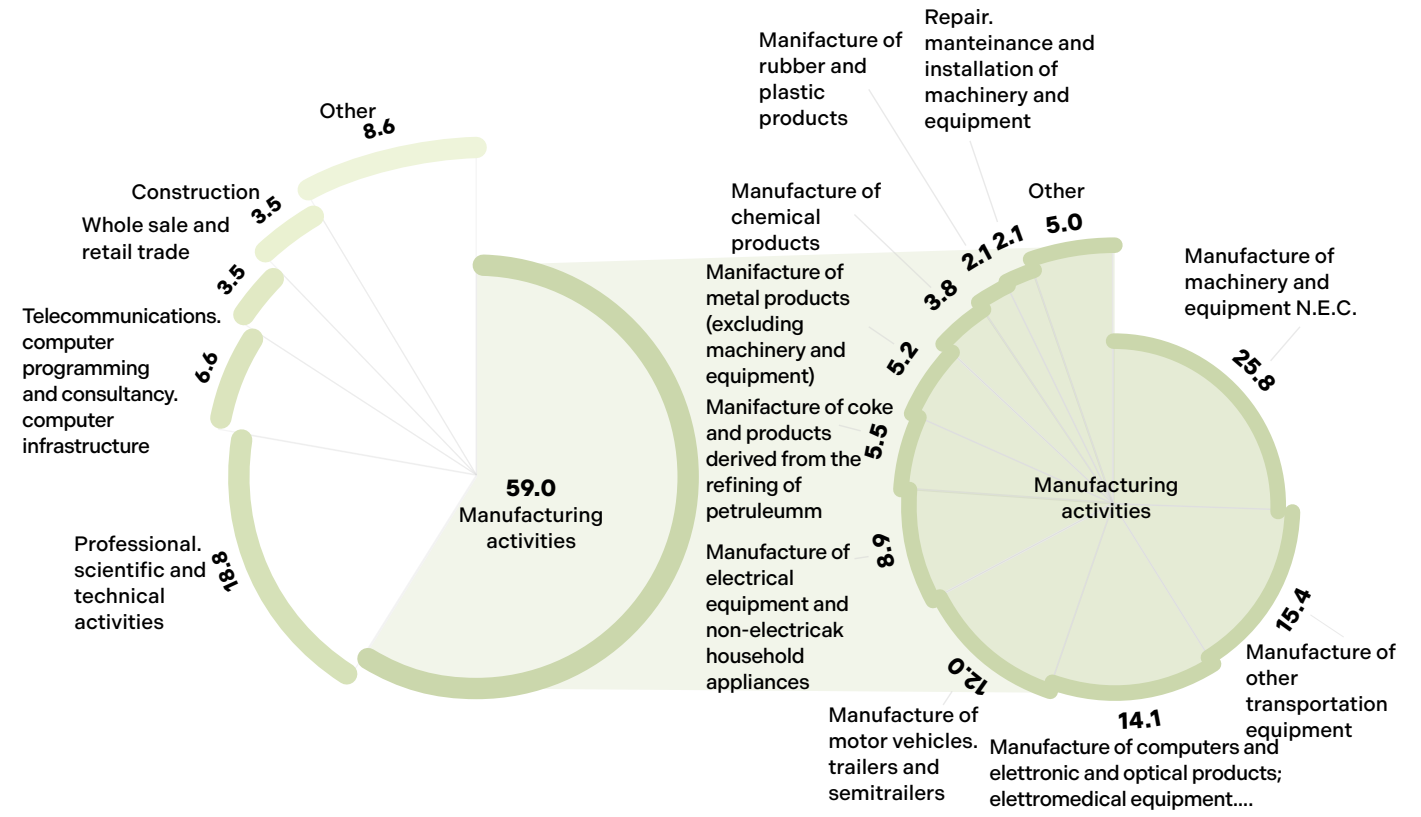 Other
8.6
Construction
3.5
Whole sale and
retail trade
3.5
Telecommunications.
computer
programming
and consultancy.
computer
infrastructure
6.6
Professional.
scientific and
technical
activities
18.8
59.0
Manufacturing
activities
Manifacture of
rubber and
plastic
products
2.1
Repair.
manteinance and
installation of
machinery and
equipment
2.1
Other
5.0
Manufacture of
chemical
products
3.8
Manifacture of
metal products
(excluding
machinery and
equipment)
5.2
Manifacture of coke
and products
derived from the
refining of
petruleumm
5.5
Manufacture of
electrical
equipment and
non-electricak
household
appliances
8.9
Manufacture of
motor vehicles.
trailers and
semitrailers
12.0
Manufacture of computers and
elettronic and optical products;
elettromedical equipment....
14.1
Manufacture of
other
transportation
equipment
15.4
Manufacture of
machinery and
equipment N.E.C.
25.8
Manufacturing
activities